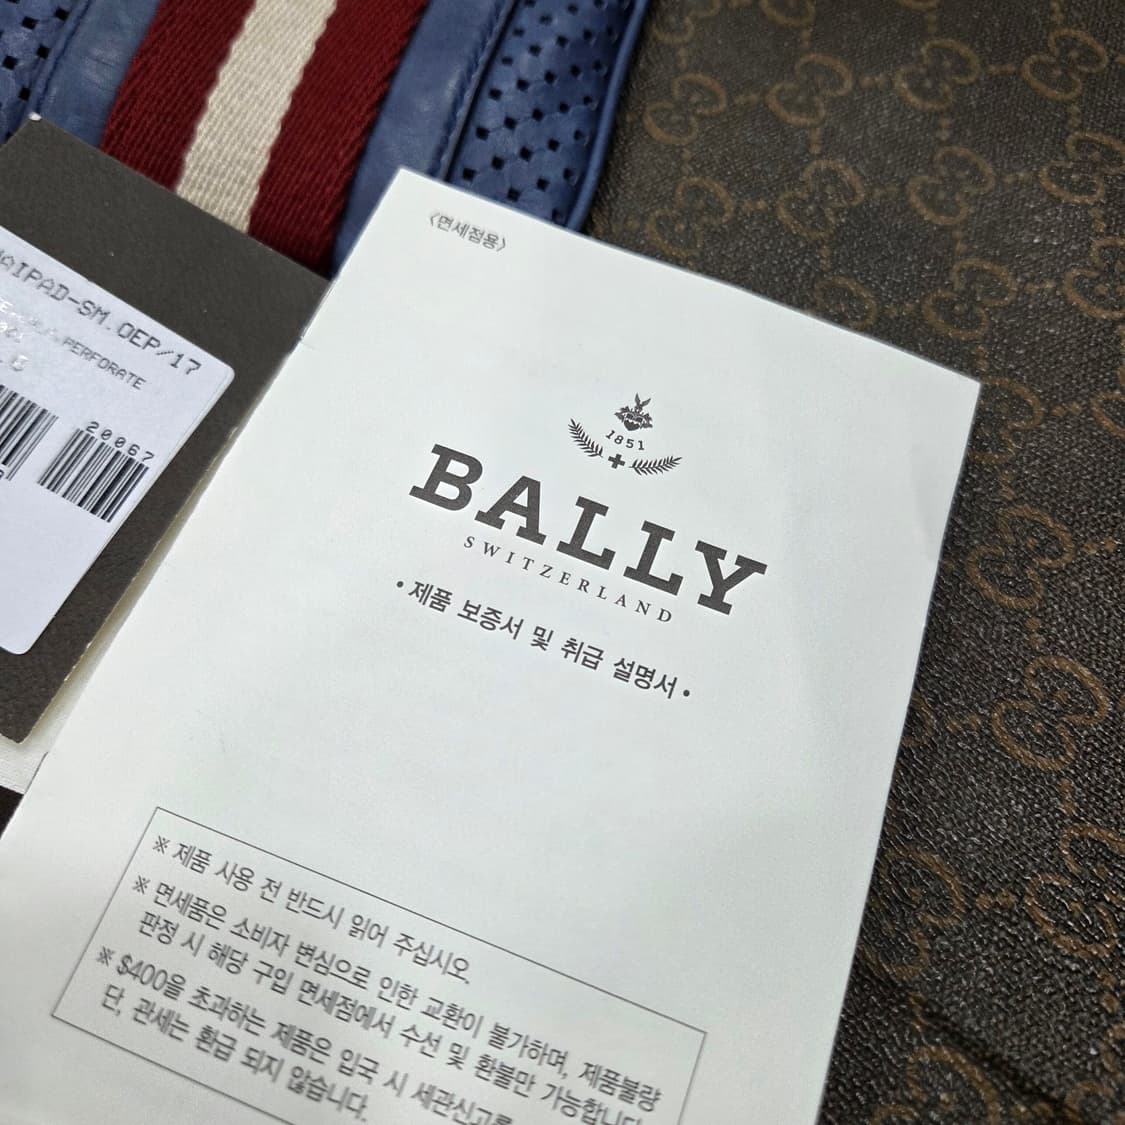 AIPAD-SM.OEP/17
PERFORATE
20067
<면세점용>
1851
BALLY
SWITZERLAND
• 제품 보증서 및 취급 설명서 •
※ 제품 사용 전 반드시 읽어 주십시오.
※ 면세품은 소비자 변심으로 인한 교환이 불가하며, 제품불량
판정 시 해당 구입 면세점에서 수선 및 환불만 가능합니다
※ $400을 초과하는 제품은 입국 시 세관신고
단, 관세는 환급 되지 않습니다.